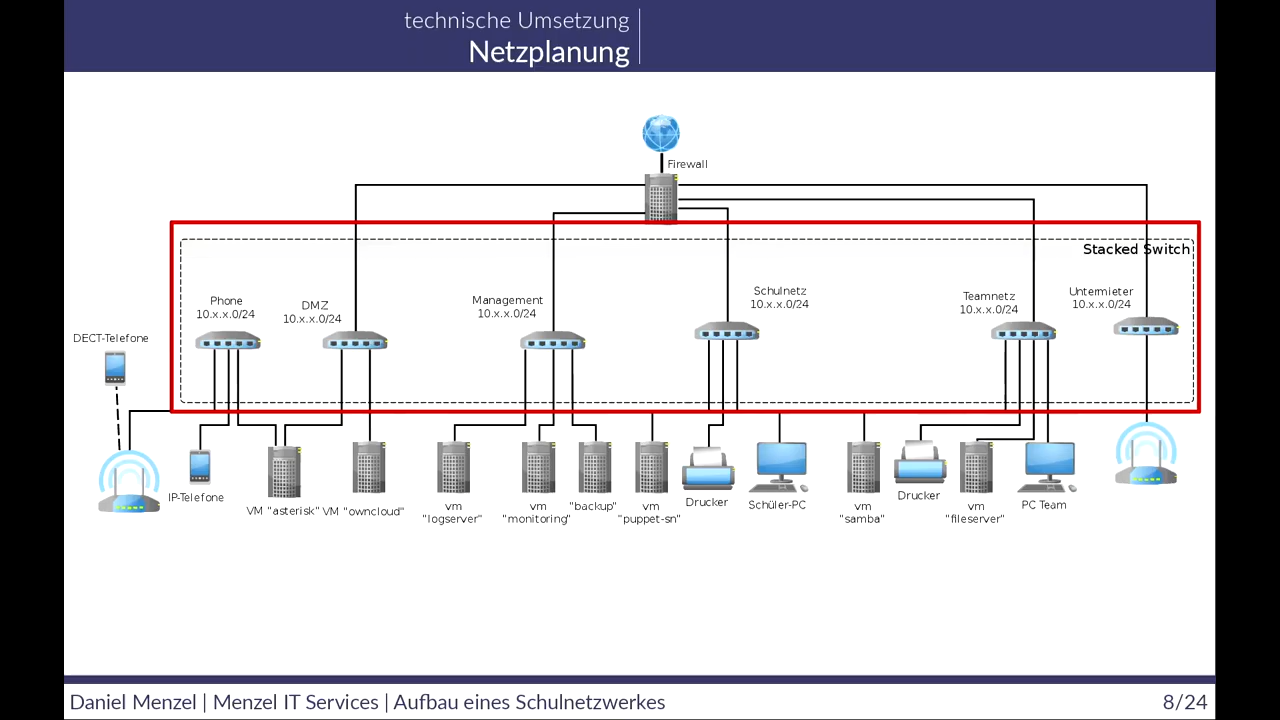 technische Umsetzung
Netzplanung
Firewall
Stacked Switch
Phone
10.x.x.0/24
DMZ
10.x.x.0/24
Management
10.x.x.0/24
Schulnetz
10.x.x.0/24
Teamnetz
10.x.x.0/24
Untermieter
10.x.x.0/24
DECT-Telefone
IP-Telefone
VM "asterisk"
VM "owncloud"
vm
"logserver"
vm
"monitoring"
"backup"
vm
"puppet-sn"
Drucker
Schüler-PC
vm
"samba"
Drucker
vm
"fileserver"
PC Team
Daniel Menzel | Menzel IT Services | Aufbau eines Schulnetzwerkes
8/24